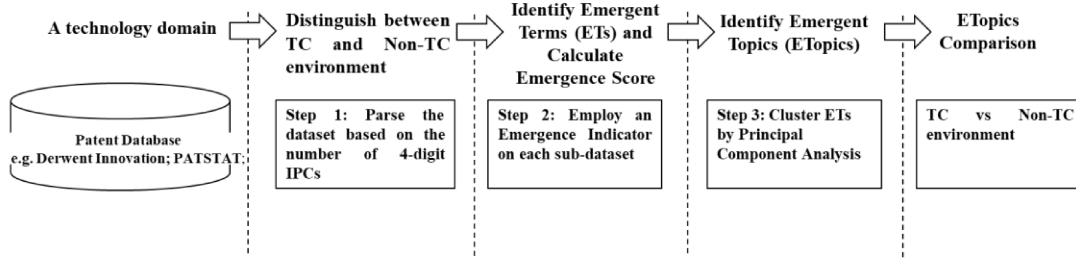 A technology domain
Distinguish between
TC and Non-TC
environment
Identify Emergent
Terms (ETs) and
Calculate
Emergence Score
Identify Emergent
Topics (ETopics)
ETopics
Comparison
Patent Database
e.g. Derwent Innovation; PATSTAT;
Step 1: Parse the
dataset based on the
number of 4-digit
IPCs
Step 2: Employ an
Emergence Indicator
on each sub-dataset
Step 3: Cluster ETs
by Principal
Component Analysis
TC vs Non-TC
environment